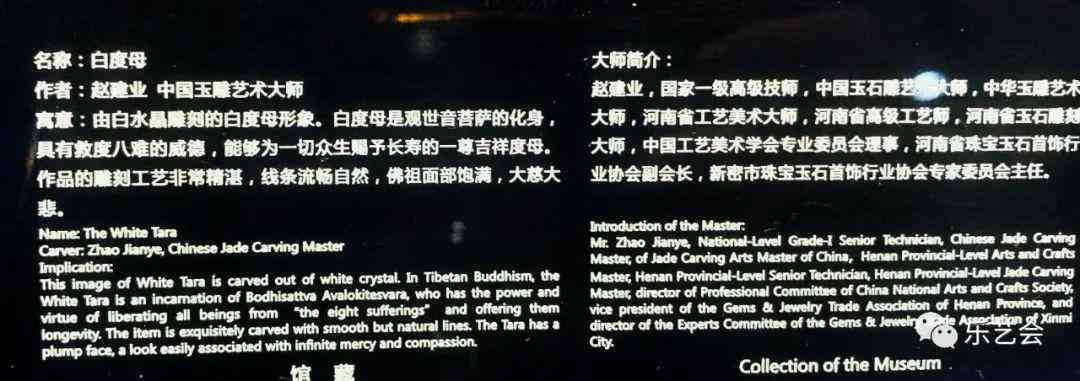 名称：白度母
作者：赵建业 中国玉雕艺术大师
寓意：由白水晶雕刻的白度母形象。白度母是观世音菩萨的化身，
具有救度八难的威德，能够为一切众生赐予长寿的一尊吉祥度母。
作品的雕刻工艺非常精湛，线条流畅自然，佛祖面部饱满，大慈大
悲。
Name: The White Tara
Carver: Zhao Jianye, Chinese Jade Carving Master
Implication:
This image of White Tara is carved out of white crystal. In Tibetan Buddhism, the
White Tara is an incarnation of Bodhisattva Avalokitesvara, who has the power and
virtue of liberating all beings from “the eight sufferings” and offering them
longevity. The item is exquisitely carved with smooth but natural lines. The Tara has a
plump face, a look easily associated with infinite mercy and compassion.
馆 藏
大师简介：
赵建业，国家一级高级技师，中国玉石雕艺大师，中华玉雕艺术
大师，河南省工艺美术大师，河南省高级工艺师，河南省玉石雕刻
大师，中国工艺美术学会专业委员会理事，河南省珠宝玉石首饰行
业协会副会长，新密市珠宝玉石首饰行业协会专家委员会主任。
Introduction of the Master:
Mr. Zhao Jianye, National-Level Grade-I Senior Technician, Chinese Jade Carving
Master, of Jade Carving Arts Master of China, Henan Provincial-Level Arts and Crafts
Master, Henan Provincial-Level Senior Technician, Henan Provincial-Level Jade Carving
Master, director of Professional Committee of China National Arts and Crafts Society,
vice president of the Gems & Jewelry Trade Association of Henan Province, and
director of the Experts Committee of the Gems & Jewelry Trade Association of Xinmi
City.
Collection of the Museum
乐艺会